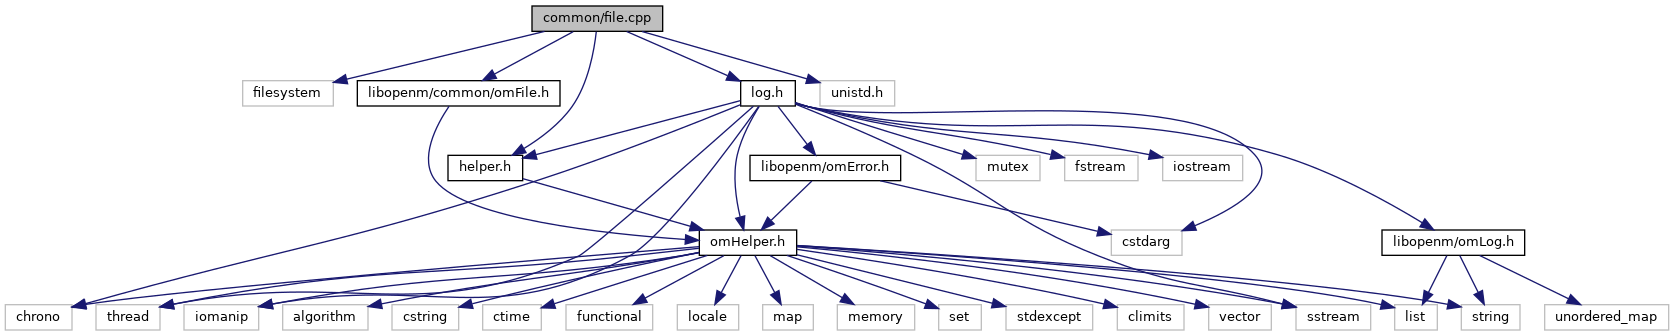 common/file.cpp
filesystem
libopenm/common/omFile.h
log.h
unistd.h
helper.h
libopenm/omError.h
mutex
fstream
iostream
omHelper.h
cstdarg
libopenm/omLog.h
chrono
thread
iomanip
algorithm
cstring
ctime
functional
locale
map
memory
set
stdexcept
climits
vector
sstream
list
string
unordered_map